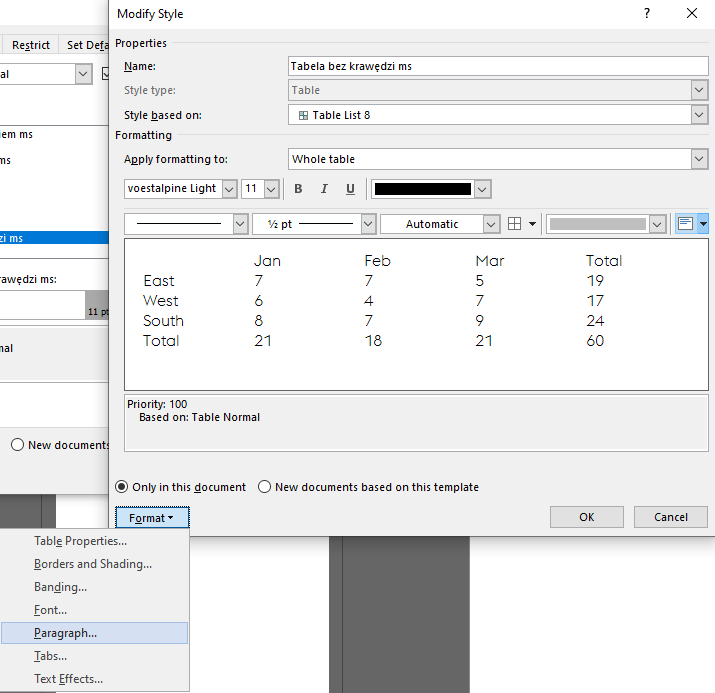 Modify Style
?
Restrict
Set Defa
al
iem ms
ms
zi ms
rawędzi ms:
11 pt
mal
New documents
Properties
Name:
Tabela bez krawędzi ms
Style type:
Table
Style based on:
Table List 8
Formatting
Apply formatting to:
Whole table
voestalpine Light
11
B
I
U
½ pt
Automatic
Jan Feb Mar Total
East 7 7 5 19
West 6 4 7 17
South 8 7 9 24
Total 21 18 21 60
Priority: 100
Based on: Table Normal
Only in this document
New documents based on this template
Format
OK
Cancel
Table Properties...
Borders and Shading...
Banding...
Font...
Paragraph...
Tabs...
Text Effects...